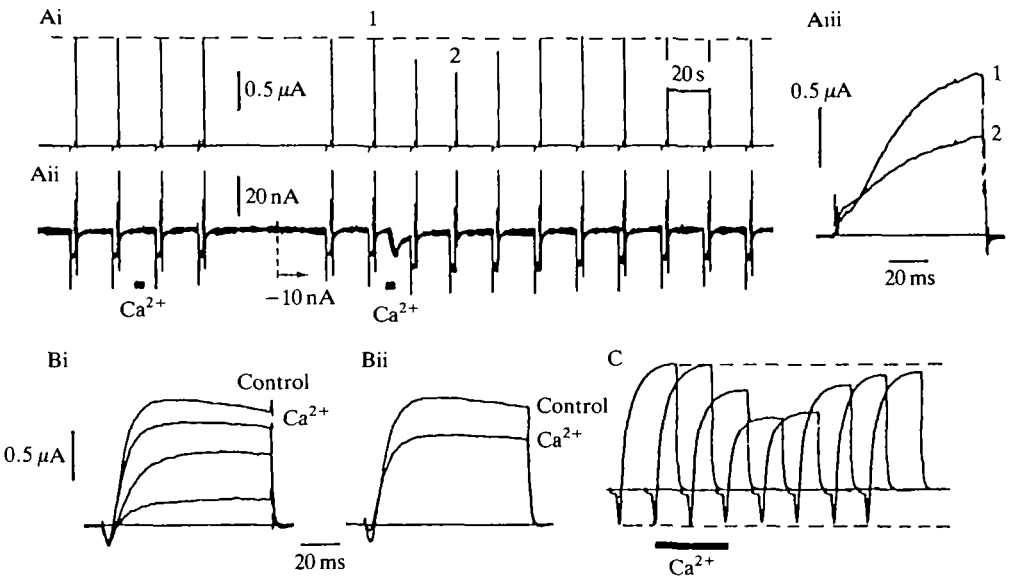 Ai
1
2
0.5 μA
20 s
Aii
20 nA
Ca²⁺
−10 nA
Ca²⁺
Aiii
0.5 μA
1
2
20 ms
Bi
Control
Ca²⁺
0.5 μA
20 ms
Bii
Control
Ca²⁺
C
Ca²⁺